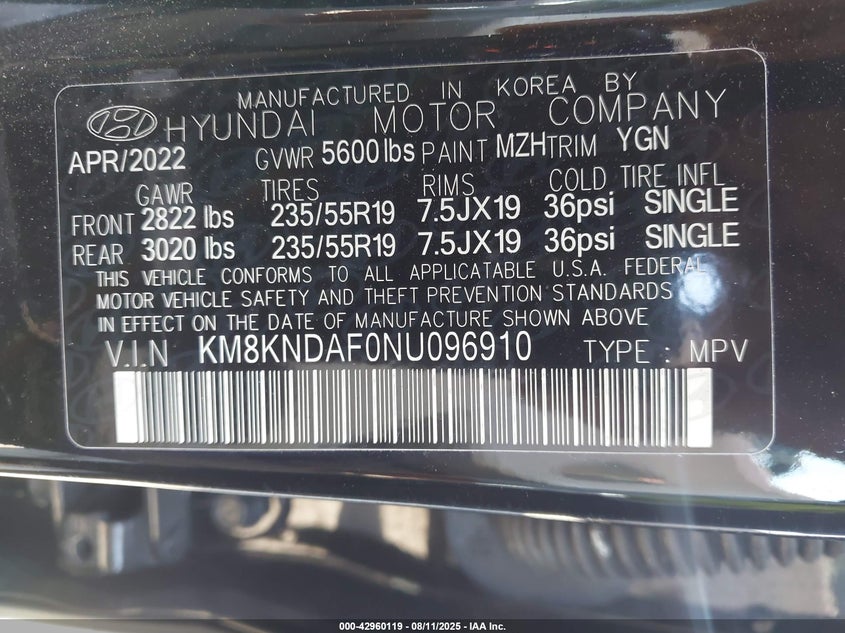 MANUFACTURED IN KOREA BY
HYUNDAI MOTOR COMPANY
APR/2022 GVWR 5600 lbs PAINT MZH TRIM YGN
GAWR TIRES RIMS COLD TIRE INFL
FRONT 2822 lbs 235/55R19 7.5JX19 36psi SINGLE
REAR 3020 lbs 235/55R19 7.5JX19 36psi SINGLE
THIS VEHICLE CONFORMS TO ALL APPLICATABLE U.S.A. FEDERAL
MOTOR VEHICLE SAFETY AND THEFT PREVENTION STANDARDS
IN EFFECT ON THE DATE OF MANUFACTURE SHOWN ABOVE
V.I.N KM8KNDAF0NU096910 TYPE : MPV
000-42960119 - 08/11/2025 - IAA Inc.